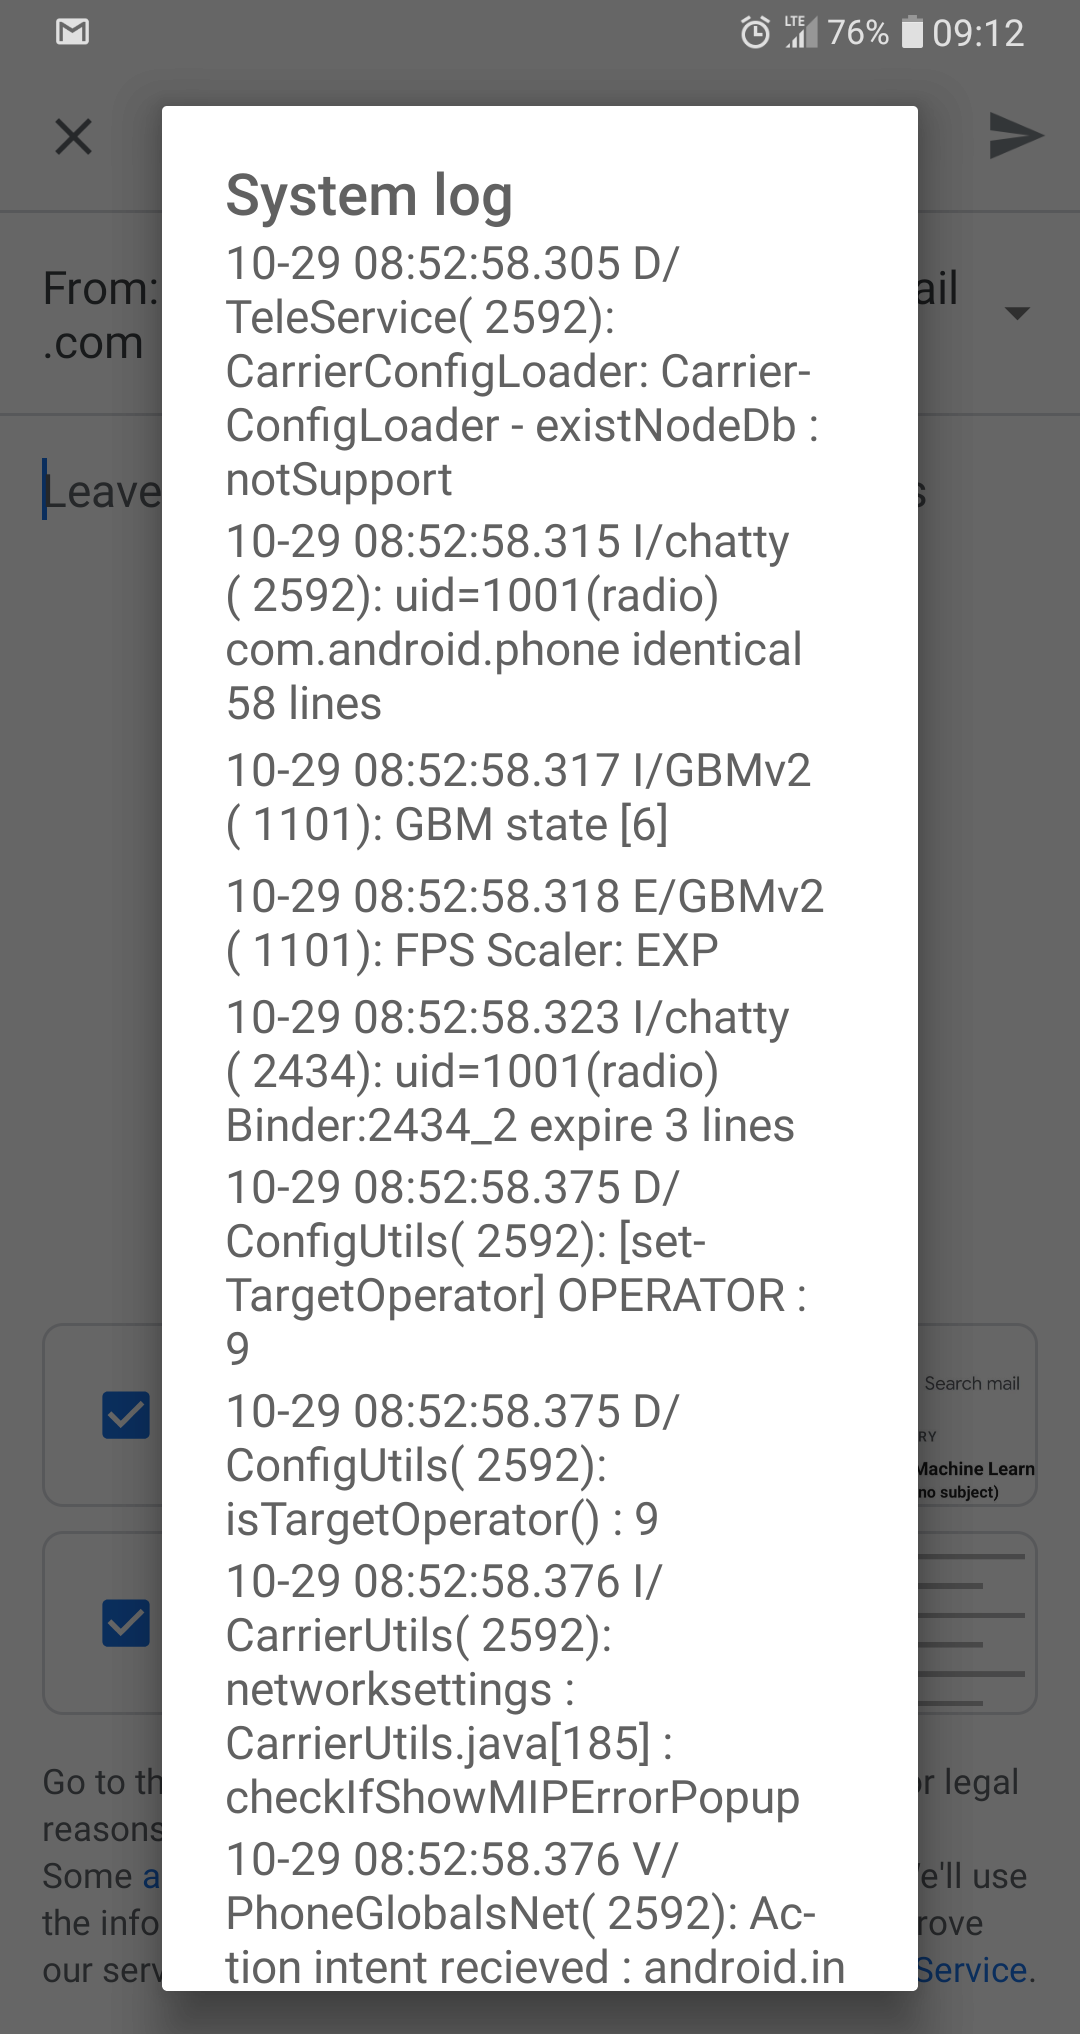 LTE 76% 09:12
From: ail
.com
Leave s
System log
10-29 08:52:58.305 D/
TeleService( 2592):
CarrierConfigLoader: Carrier-
ConfigLoader - existNodeDb :
notSupport
10-29 08:52:58.315 I/chatty
( 2592): uid=1001(radio)
com.android.phone identical
58 lines
10-29 08:52:58.317 I/GBMv2
( 1101): GBM state [6]
10-29 08:52:58.318 E/GBMv2
( 1101): FPS Scaler: EXP
10-29 08:52:58.323 I/chatty
( 2434): uid=1001(radio)
Binder:2434_2 expire 3 lines
10-29 08:52:58.375 D/
ConfigUtils( 2592): [set-
TargetOperator] OPERATOR :
9
10-29 08:52:58.375 D/
ConfigUtils( 2592):
isTargetOperator() : 9
10-29 08:52:58.376 I/
CarrierUtils( 2592):
networksettings :
CarrierUtils.java[185] :
checkIfShowMIPErrorPopup
10-29 08:52:58.376 V/
PhoneGlobalsNet( 2592): Ac-
tion intent recieved : android.in
Search mail
RY
Machine Learn
no subject)
Go to th or legal
reasons
Some a e'll use
the info rove
our serv Service.